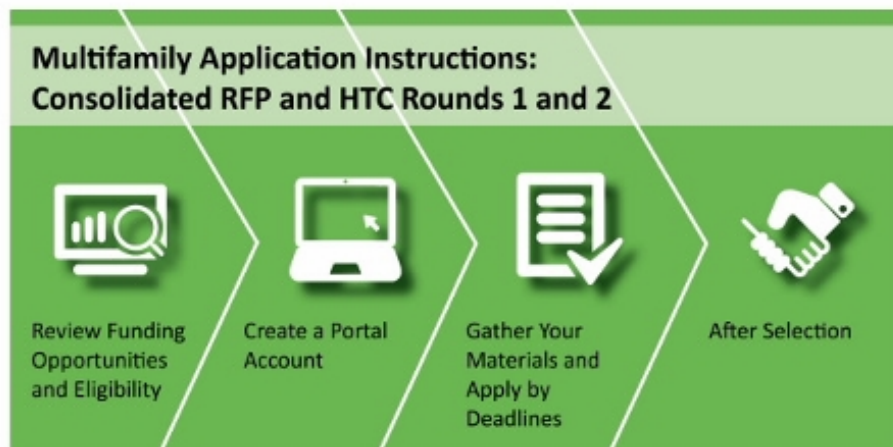 Multifamily Application Instructions:
Consolidated RFP and HTC Rounds 1 and 2
Review Funding
Opportunities
and Eligibility
Create a Portal
Account
Gather Your
Materials and
Apply by
Deadlines
After Selection